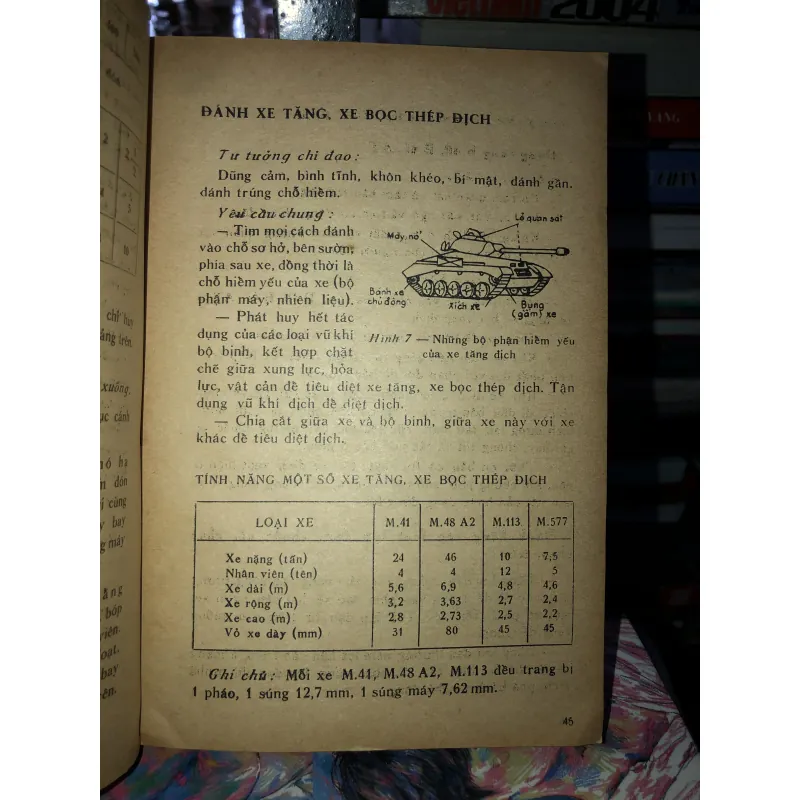 Vietnam 2004
ĐÁNH XE TĂNG, XE BỌC THÉP ĐỊCH
Tư tưởng chỉ đạo :
Dũng cảm, bình tĩnh, khôn khéo, bí mật, đánh gần,
đánh trúng chỗ hiểm.
Yêu cầu chung :
— Tìm mọi cách đánh
vào chỗ sơ hở, bên sườn,
phía sau xe, đồng thời là
chỗ hiểm yếu của xe (bộ
phận máy, nhiên liệu).
— Phát huy hết tác
dụng của các loại vũ khí
bộ binh, kết hợp chặt
chẽ giữa xung lực, hỏa
lực, vật cản để tiêu diệt xe tăng, xe bọc thép địch. Tận
dụng vũ khí địch để diệt địch.
— Chia cắt giữa xe và bộ binh, giữa xe này với xe
khác để tiêu diệt địch.
Máy nổ
Lỗ quan sát
Bánh xe
chủ động
Xích xe
Bụng
(gầm) xe
Hình 7 — Những bộ phận hiểm yếu
của xe tăng địch
TÍNH NĂNG MỘT SỐ XE TĂNG, XE BỌC THÉP ĐỊCH
LOẠI XE M.41 M.48 A2 M.113 M.577
Xe nặng (tấn) 24 46 10 7,5
Nhân viên (tên) 4 4 12 5
Xe dài (m) 5,6 6,9 4,8 4,6
Xe rộng (m) 3,2 3,63 2,7 2,4
Xe cao (m) 2,8 2,73 2,5 2,2
Vỏ xe dày (mm) 31 80 45 45
Ghi chú : Mỗi xe M.41, M.48 A2, M.113 đều trang bị
1 pháo, 1 súng 12,7 mm, 1 súng máy 7,62 mm.
45